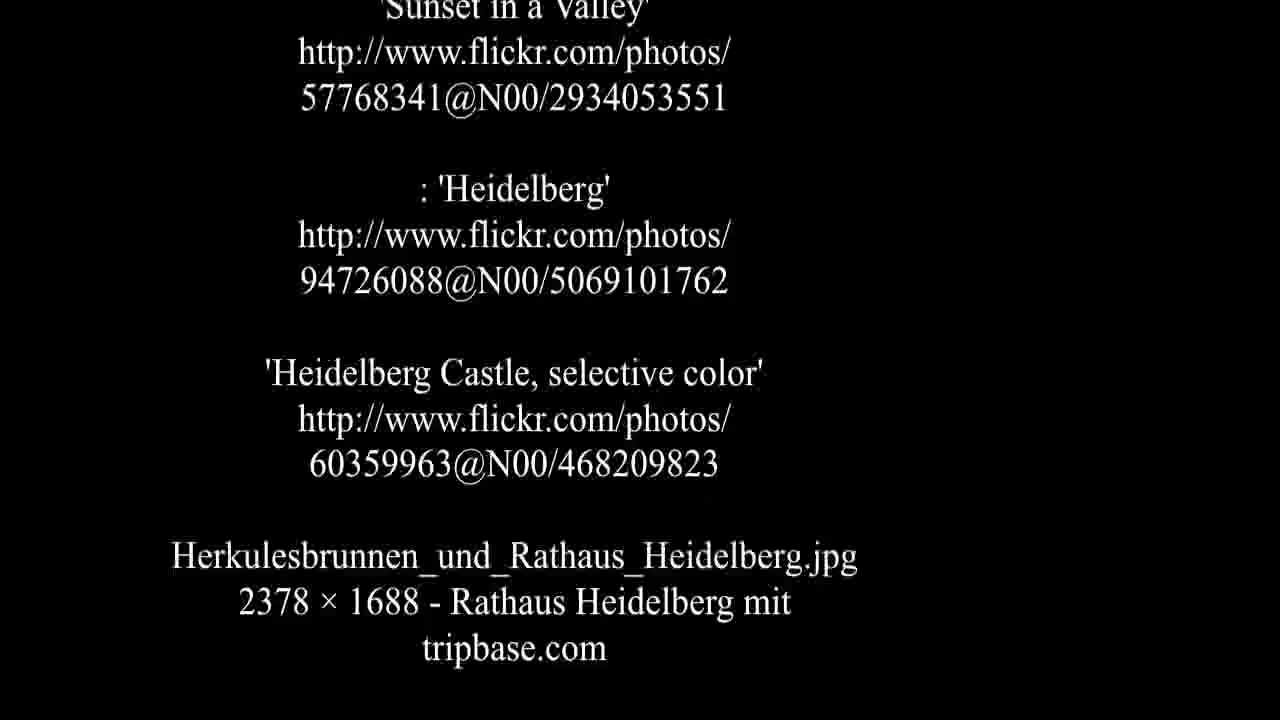 'Sunset in a Valley'
http://www.flickr.com/photos/
57768341@N00/2934053551
: 'Heidelberg'
http://www.flickr.com/photos/
94726088@N00/5069101762
'Heidelberg Castle, selective color'
http://www.flickr.com/photos/
60359963@N00/468209823
Herkulesbrunnen_und_Rathaus_Heidelberg.jpg
2378 × 1688 - Rathaus Heidelberg mit
tripbase.com